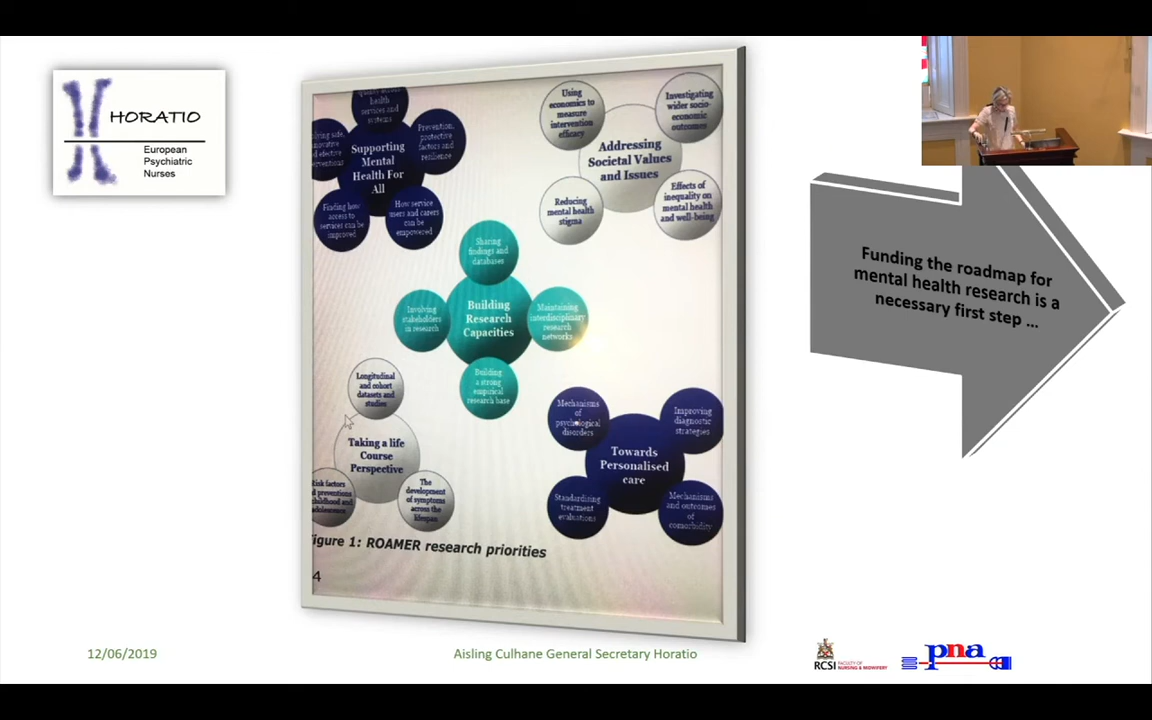 HORATIO
European
Psychiatric
Nurses
health
services and
systems
Prevention,
protective
factors and
resilience
Supporting
Mental
Health For
All
Finding how
access to
services can be
improved
How service
users and carers
can be
empowered
Using
economics to
measure
intervention
efficacy
Investigating
wider socio-
economic
outcomes
Addressing
Societal Values
and Issues
Reducing
mental health
stigma
Effects of
inequality on
mental health
and well-being
Sharing
findings and
databases
Involving
stakeholders
in research
Building
Research
Capacities
Maintaining
interdisciplinary
research
networks
Building
a strong
empirical
research base
Longitudinal
and cohort
datasets and
studies
Taking a life
Course
Perspective
Risk factors
The
development
of symptoms
across the
lifespan
Mechanisms
of
psychological
disorders
Improving
diagnostic
strategies
Towards
Personalised
care
Standardising
treatment
evaluations
Mechanisms
and outcomes
of
comorbidity
igure 1: ROAMER research priorities
4
Funding the roadmap for
mental health research is a
necessary first step ...
12/06/2019
Aisling Culhane General Secretary Horatio
RCSI
FACULTY OF
NURSING & MIDWIFERY
pna